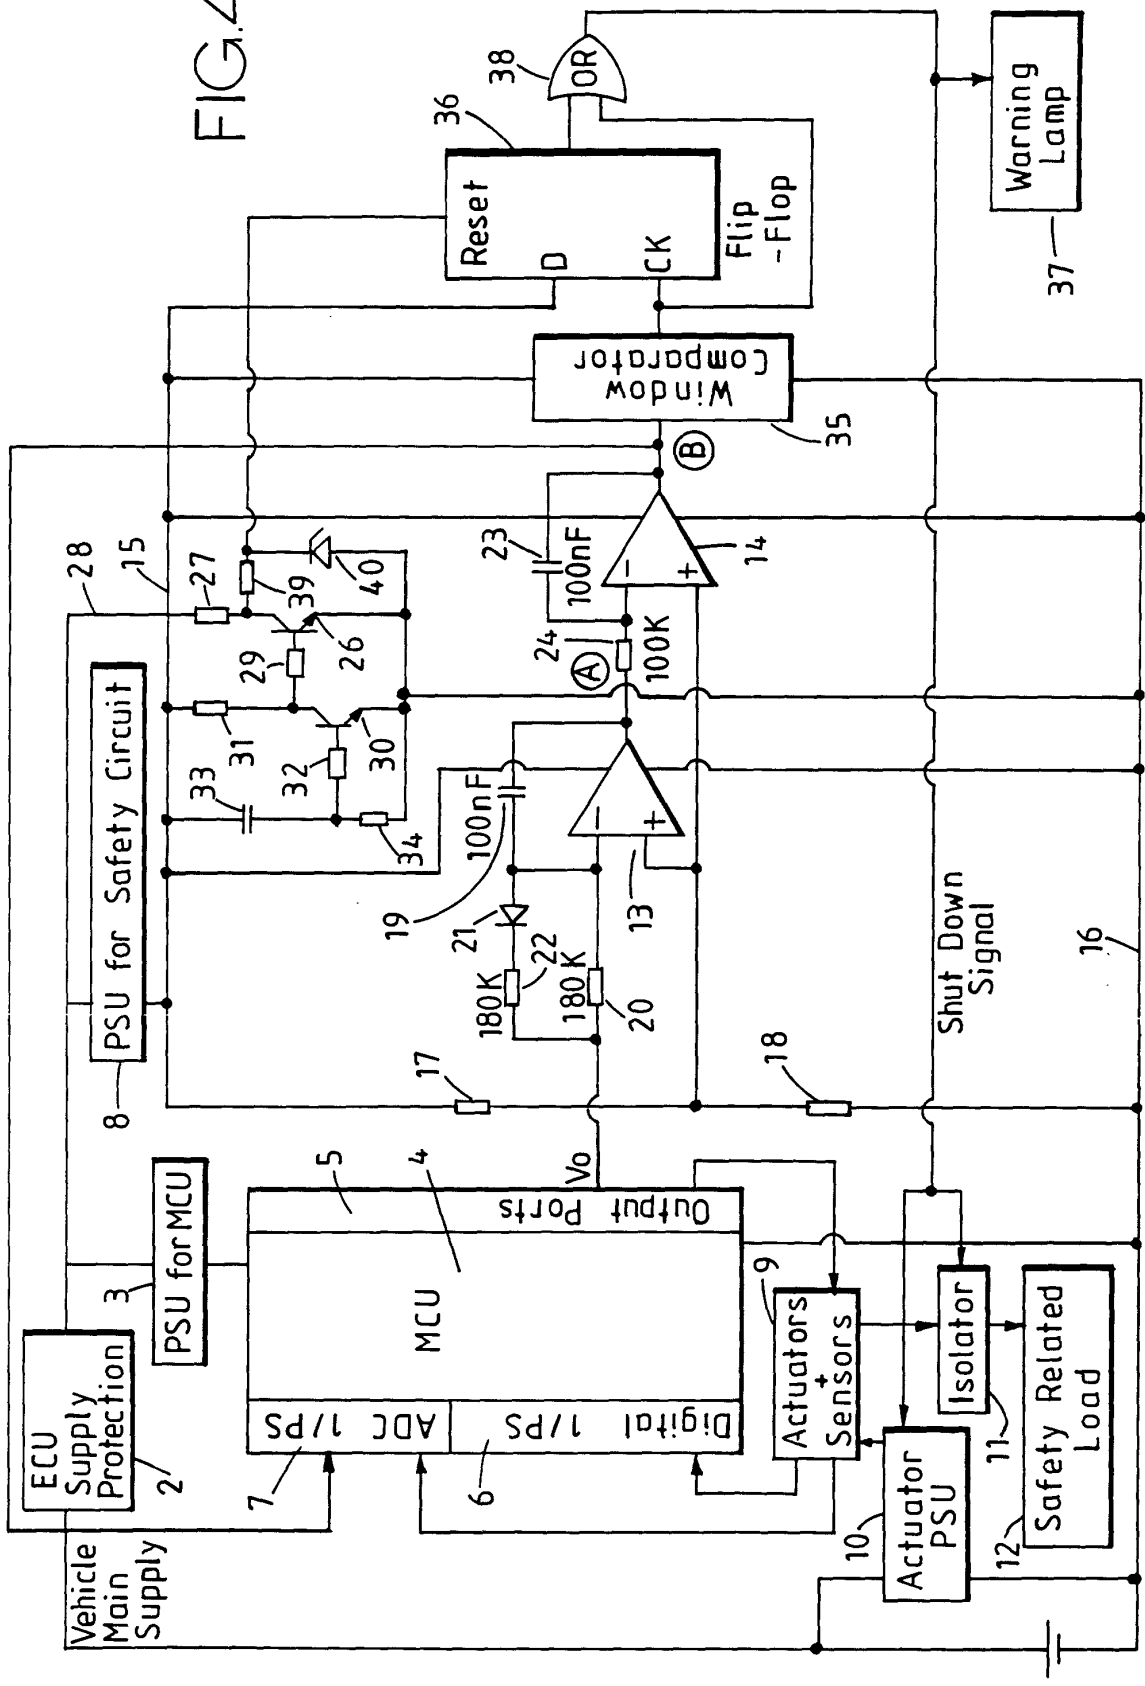 FIG.2
Vehicle
Main
Supply
ECU
Supply
Protection
2
3
PSU for MCU
8
PSU for Safety Circuit
28
15
33
31
32
30
34
29
27
26
39
40
7
ADC 1/PS
6
Digital 1/PS
MCU
4
5
Output Ports
Vo
17
18
19
100nF
21
22
180K
180K
20
13
−
+
A
24
100K
23
100nF
−
+
14
B
Window
Comparator
35
Reset
D
CK
36
Flip
-Flop
38
OR
9
Actuators
+
Sensors
10
Actuator
PSU
Isolator
11
12
Safety Related
Load
Shut Down
Signal
16
Warning
Lamp
37